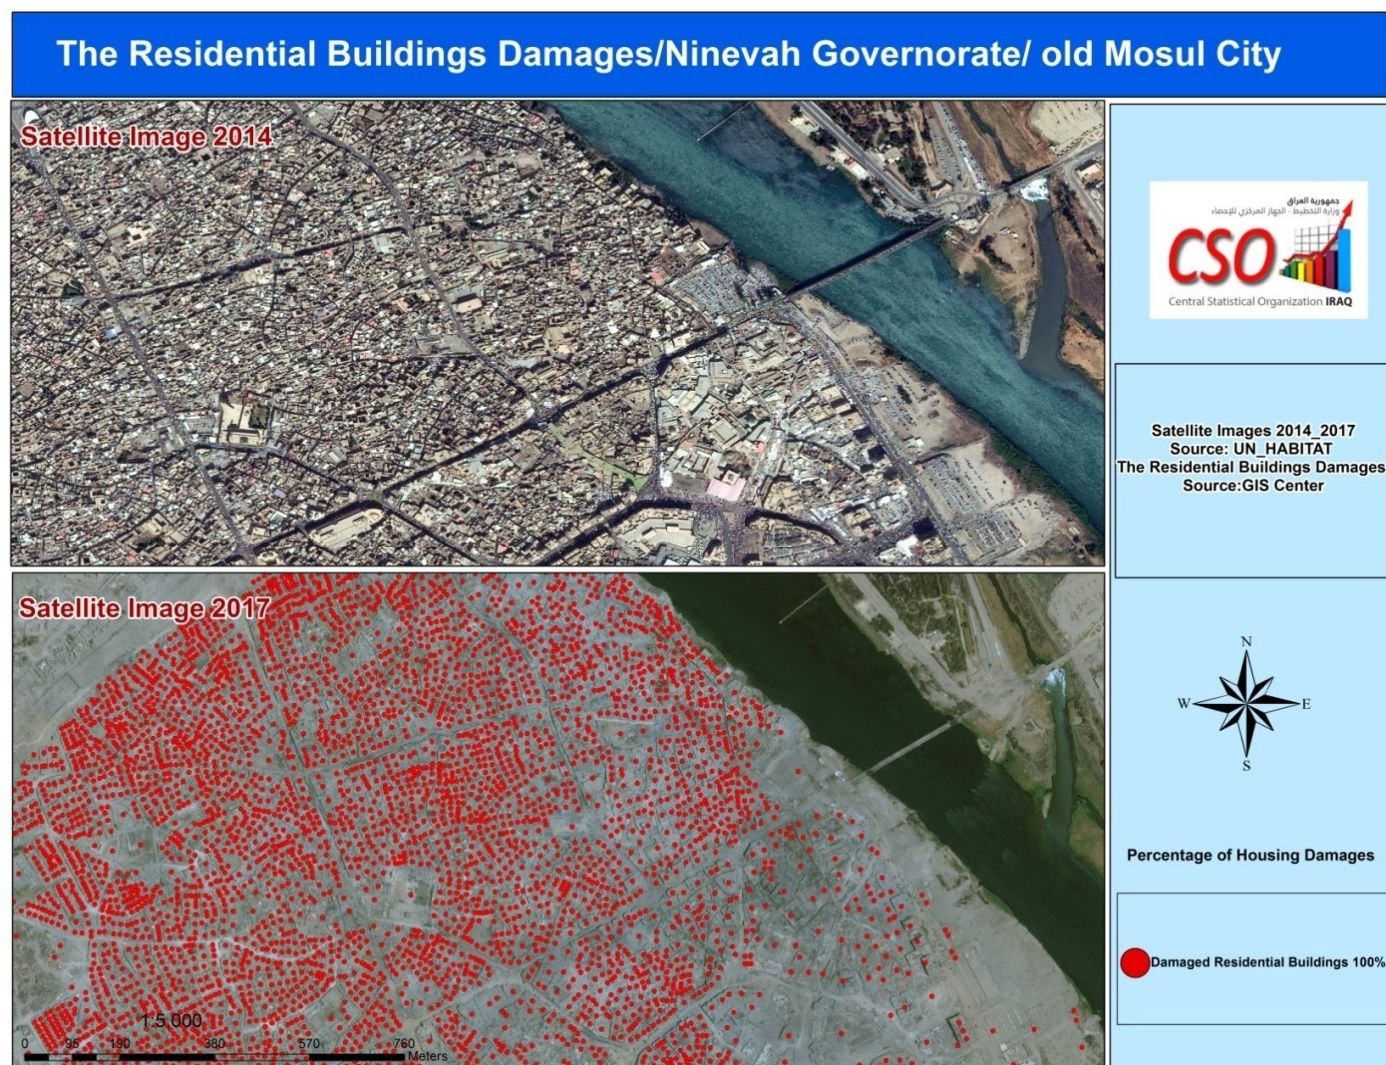 The Residential Buildings Damages/Ninevah Governorate/ old Mosul City
Satellite Image 2014
جمهورية العراق
وزارة التخطيط - الجهاز المركزي للإحصاء
CSO
Central Statistical Organization IRAQ
Satellite Images 2014_2017
Source: UN_HABITAT
The Residential Buildings Damages
Source:GIS Center
Satellite Image 2017
N
W E
S
Percentage of Housing Damages
Damaged Residential Buildings 100%
1:5,000
0 95 190 380 570 760
Meters